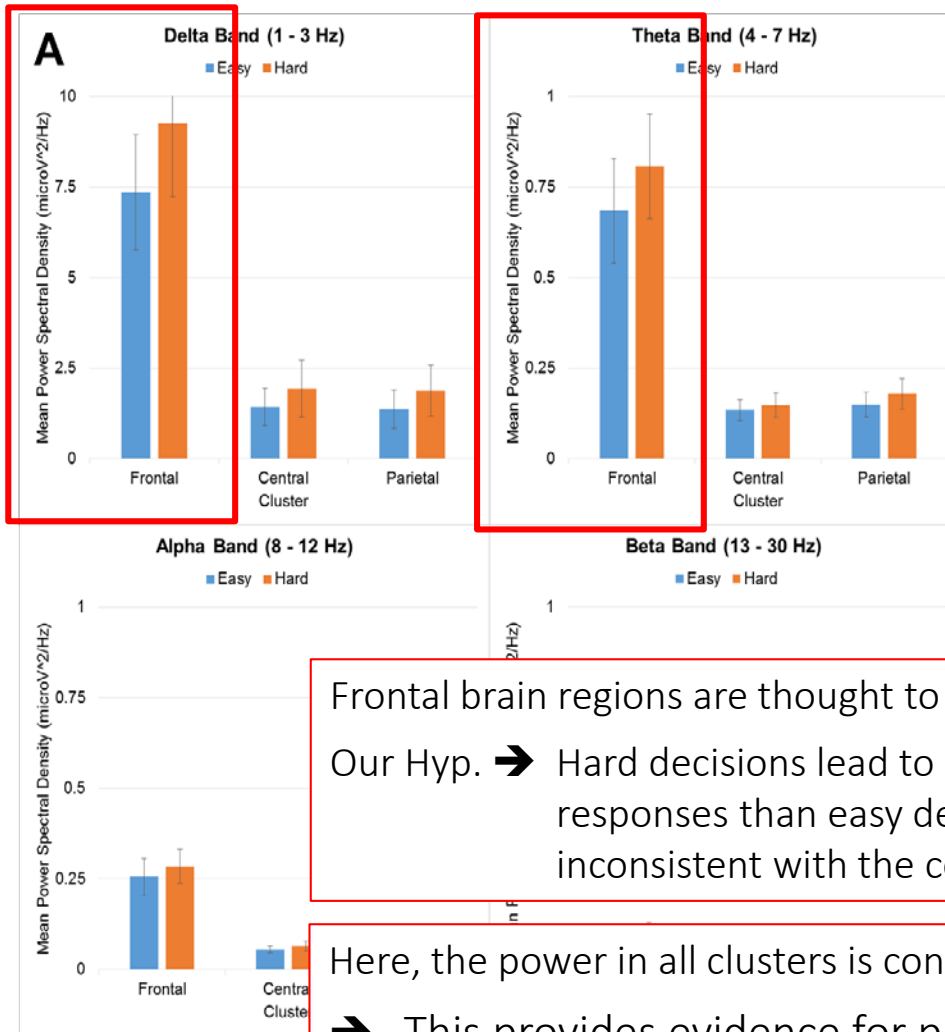 A
Delta Band (1 - 3 Hz)
Easy Hard
Mean Power Spectral Density (microV^2/Hz)
10
7.5
5
2.5
0
Frontal
Central
Cluster
Parietal
Theta Band (4 - 7 Hz)
Easy Hard
Mean Power Spectral Density (microV^2/Hz)
1
0.75
0.5
0.25
0
Frontal
Central
Cluster
Parietal
Alpha Band (8 - 12 Hz)
Easy Hard
Mean Power Spectral Density (microV^2/Hz)
1
0.75
0.5
0.25
0
Frontal
Beta Band (13 - 30 Hz)
Easy Hard
1
Frontal brain regions are thought to
Our Hyp. ➔ Hard decisions lead to
responses than easy
inconsistent with the
Here, the power in all clusters is
➔ This provides evidence for